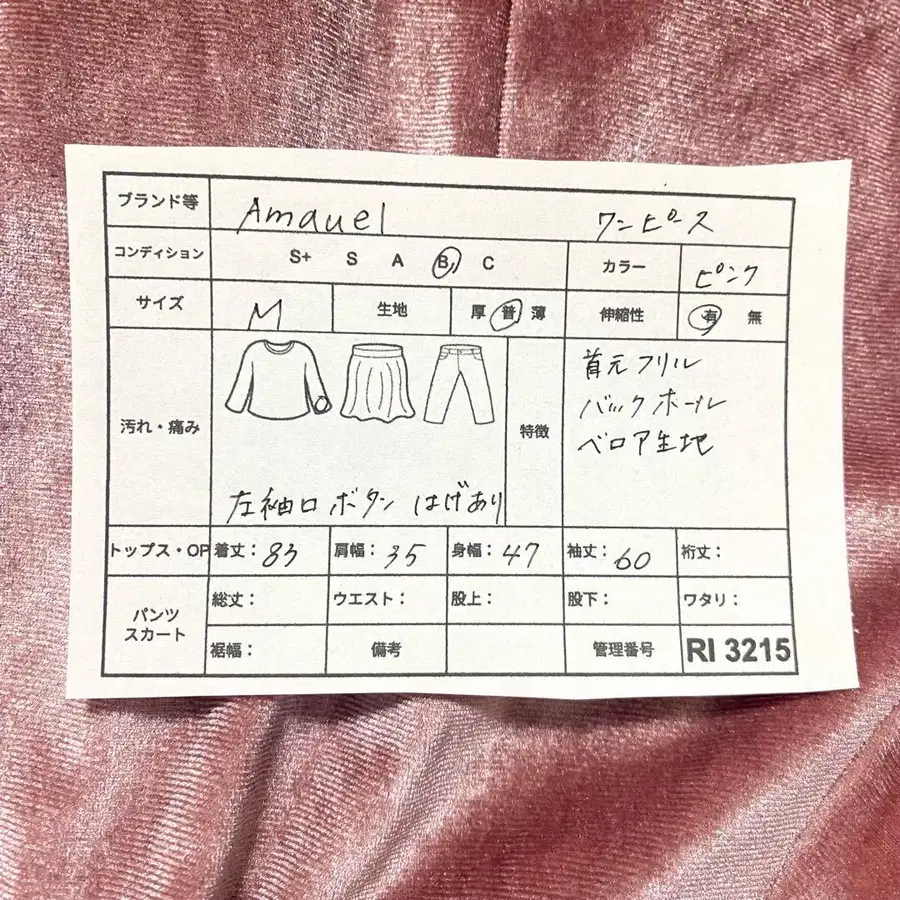 ブランド等 Amauel ワンピース
コンディション S+ S A B C カラー ピンク
サイズ M 生地 厚 普 薄 伸縮性 有 無
汚れ・痛み 特徴
首元フリル
バックホール
ベロア生地
左袖口ボタン はげあり
トップス・OP 着丈: 83 肩幅: 35 身幅: 47 袖丈: 60 裄丈:
パンツ
スカート
総丈: ウエスト: 股上: 股下: ワタリ:
裾幅: 備考 管理番号 RI 3215